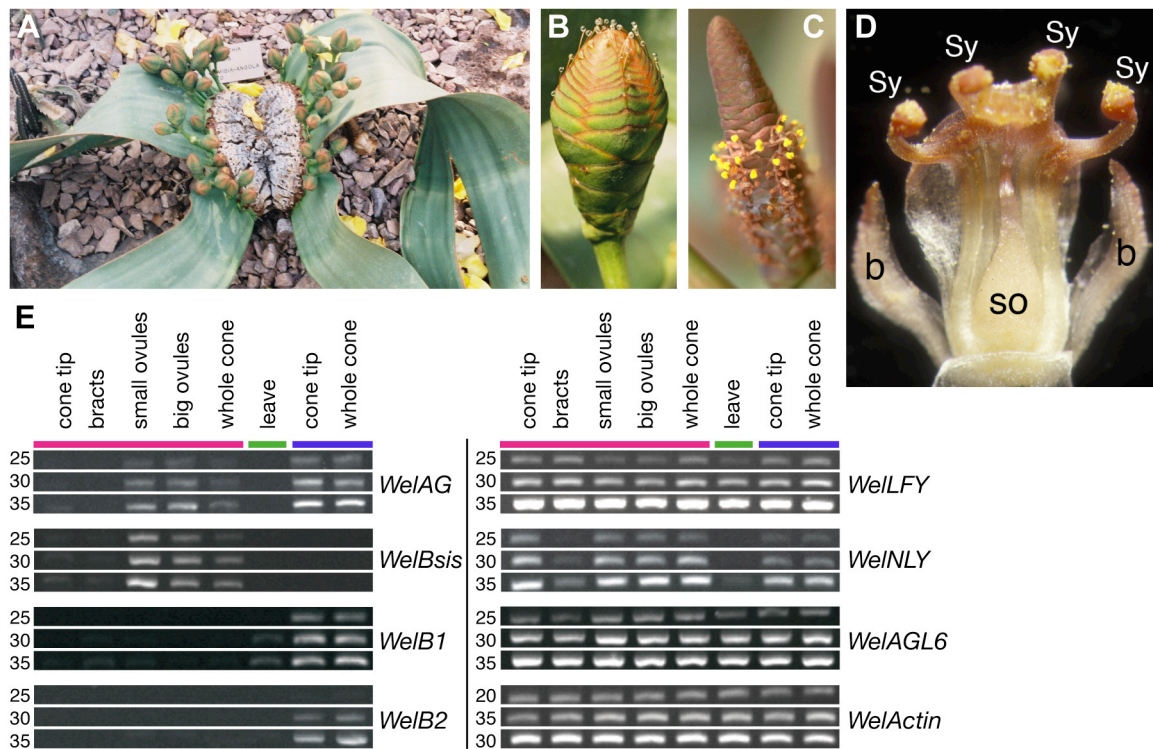 A
B
C
D
Sy
Sy
Sy
Sy
b
b
so
E
cone tip
bracts
small ovules
big ovules
whole cone
leave
cone tip
whole cone
25
30
35
WelAG
25
30
35
WelBsis
25
30
35
WelB1
25
30
35
WelB2
cone tip
bracts
small ovules
big ovules
whole cone
leave
cone tip
whole cone
25
30
35
WelLFY
25
30
35
WelNLY
25
30
35
WelAGL6
20
35
30
WelActin